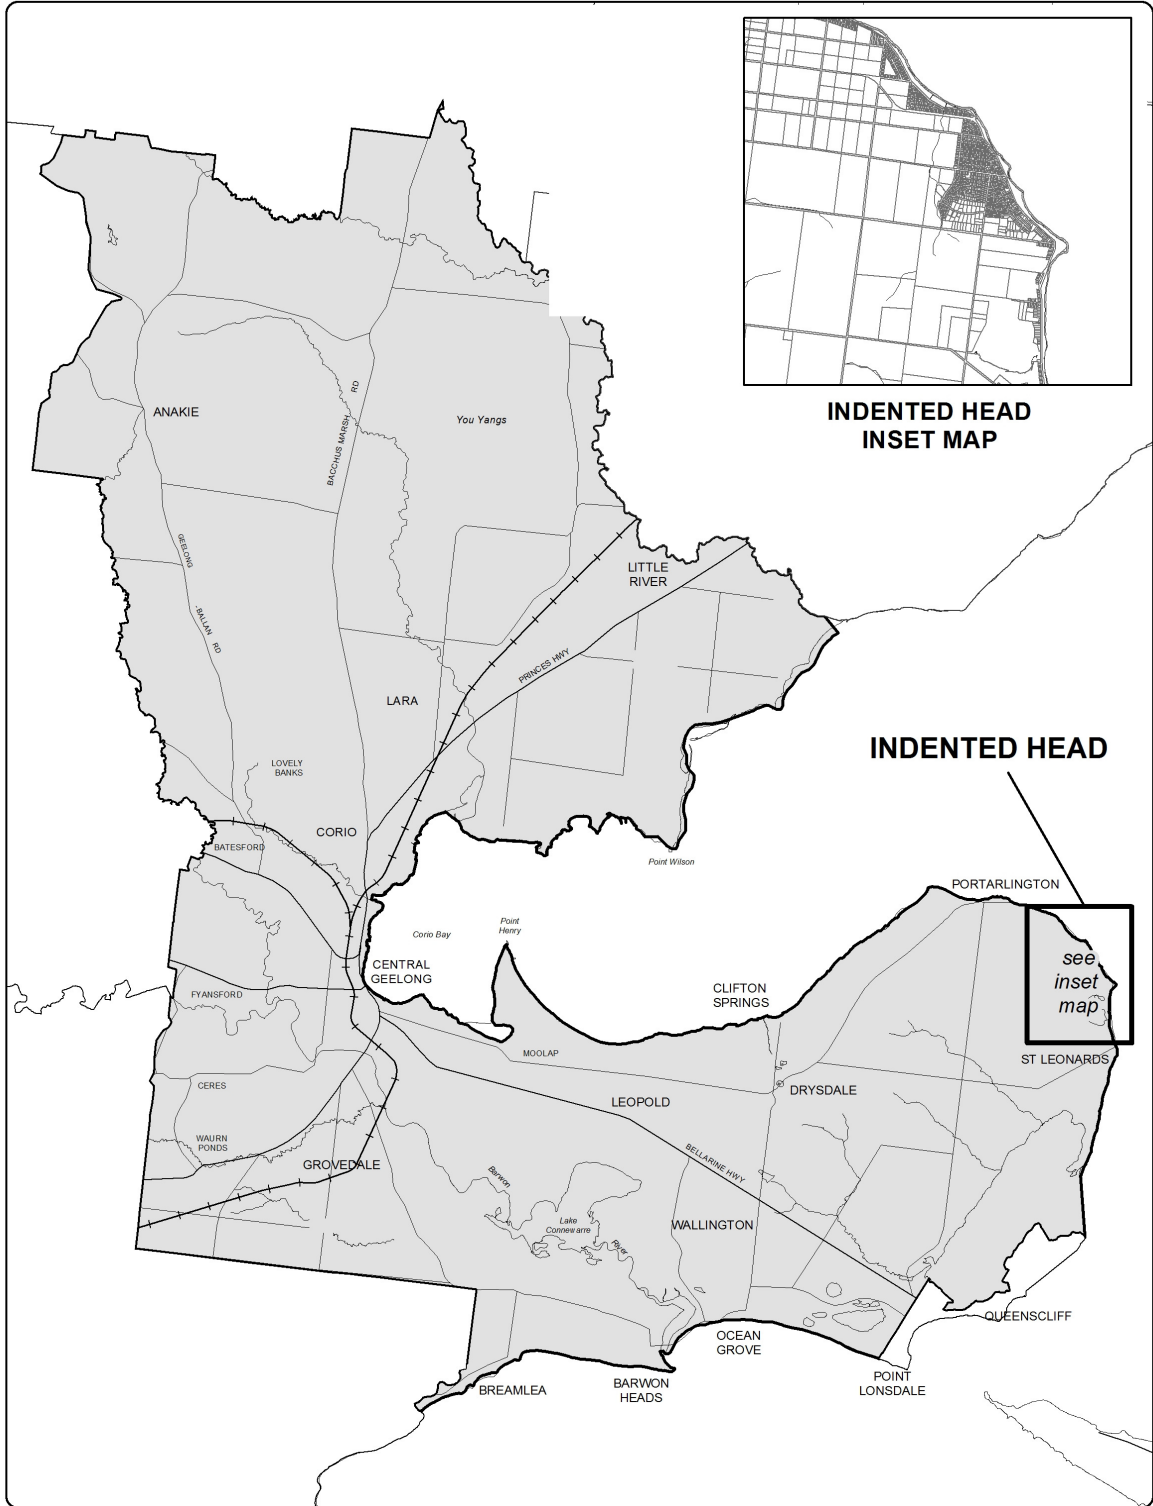 INDENTED HEAD
INSET MAP
ANAKIE
BACCHUS MARSH RD
You Yangs
GEELONG
-BALLAN RD
LITTLE
RIVER
PRINCES HWY
LARA
INDENTED HEAD
LOVELY
BANKS
CORIO
BATESFORD
Point Wilson
PORTARLINGTON
Point
Henry
Corio Bay
CENTRAL
GEELONG
see
inset
map
CLIFTON
SPRINGS
FYANSFORD
MOOLAP
ST LEONARDS
CERES
LEOPOLD
DRYSDALE
WAURN
PONDS
GROVEDALE
BELLARINE HWY
Barwon
River
Lake
Connewarre
WALLINGTON
QUEENSCLIFF
OCEAN
GROVE
BREAMLEA
BARWON
HEADS
POINT
LONSDALE